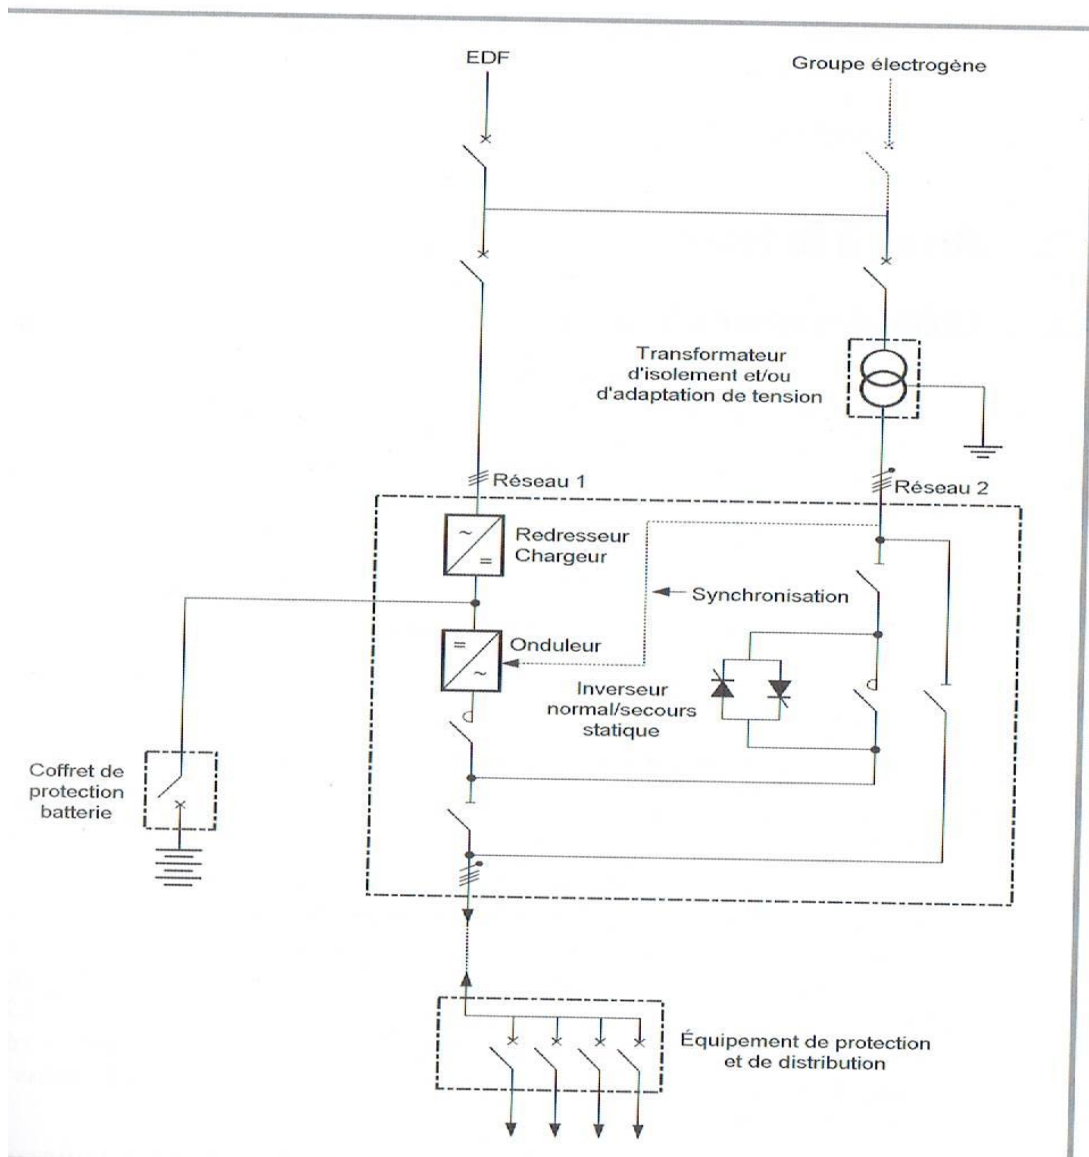 EDF
Groupe électrogène
Transformateur
d'isolement et/ou
d'adaptation de tension
Réseau 1
Réseau 2
Redresseur
Chargeur
Synchronisation
Onduleur
Inverseur
normal/secours
statique
Coffret de
protection
batterie
Équipement de protection
et de distribution